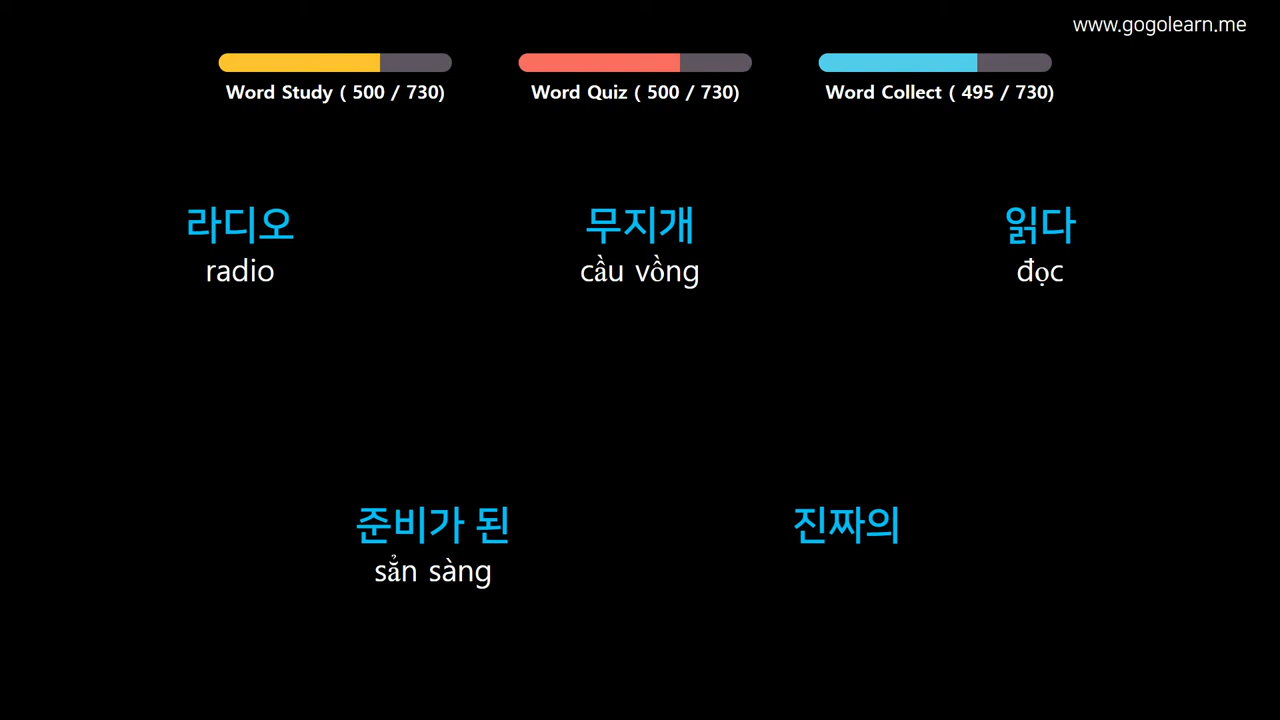 www.gogolearn.me
Word Study ( 500 / 730)
Word Quiz ( 500 / 730)
Word Collect ( 495 / 730)
라디오
radio
무지개
cầu vồng
읽다
đọc
준비가 된
sẳn sàng
진짜의